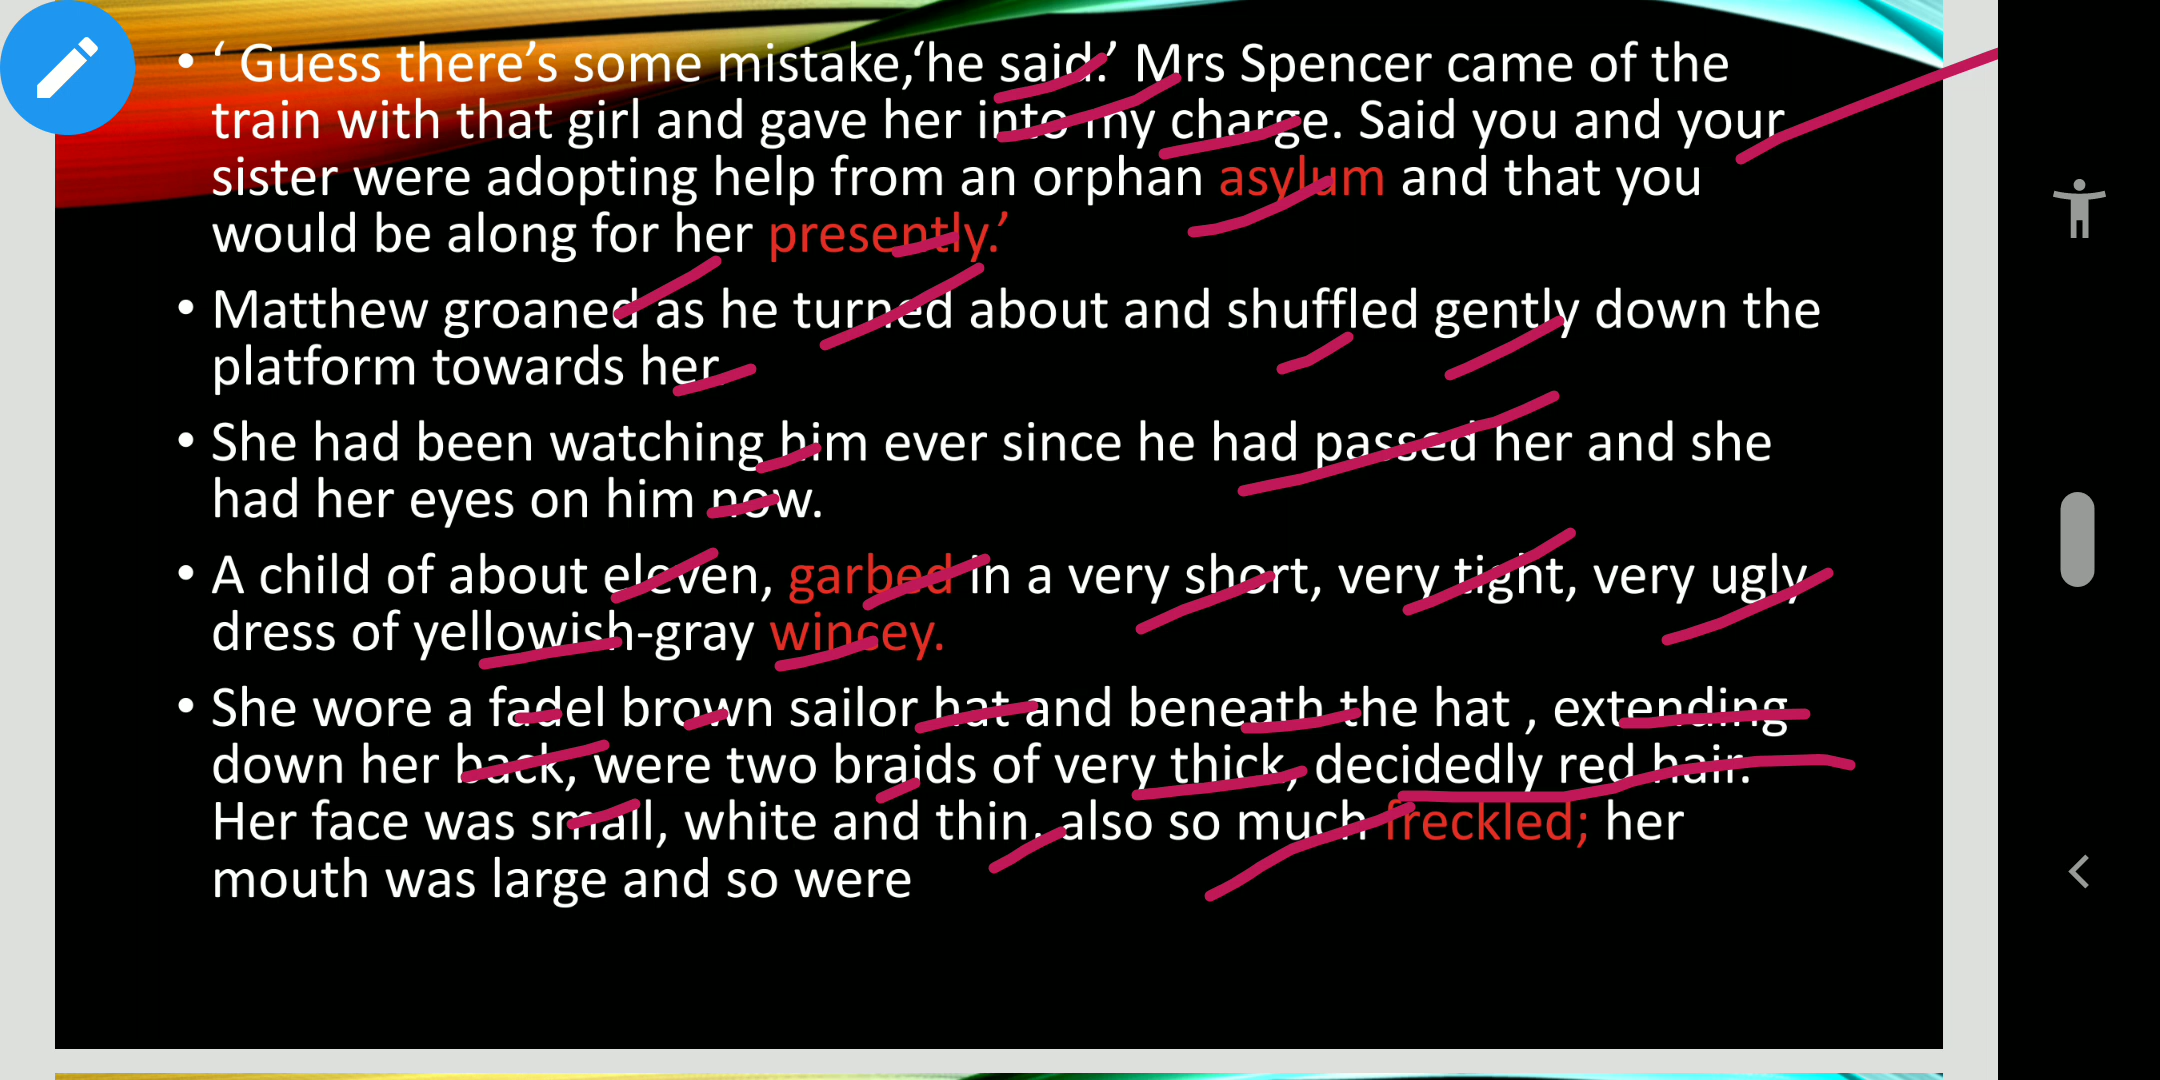 • ‘ Guess there’s some mistake,‘he said.’ Mrs Spencer came of the
train with that girl and gave her into my charge. Said you and your
sister were adopting help from an orphan asylum and that you
would be along for her presently.’
• Matthew groaned as he turned about and shuffled gently down the
platform towards her.
• She had been watching him ever since he had passed her and she
had her eyes on him now.
• A child of about eleven, garbed in a very short, very tight, very ugly
dress of yellowish-gray wincey.
• She wore a fadel brown sailor hat and beneath the hat , extending
down her back, were two braids of very thick, decidedly red hair.
Her face was small, white and thin, also so much freckled; her
mouth was large and so were